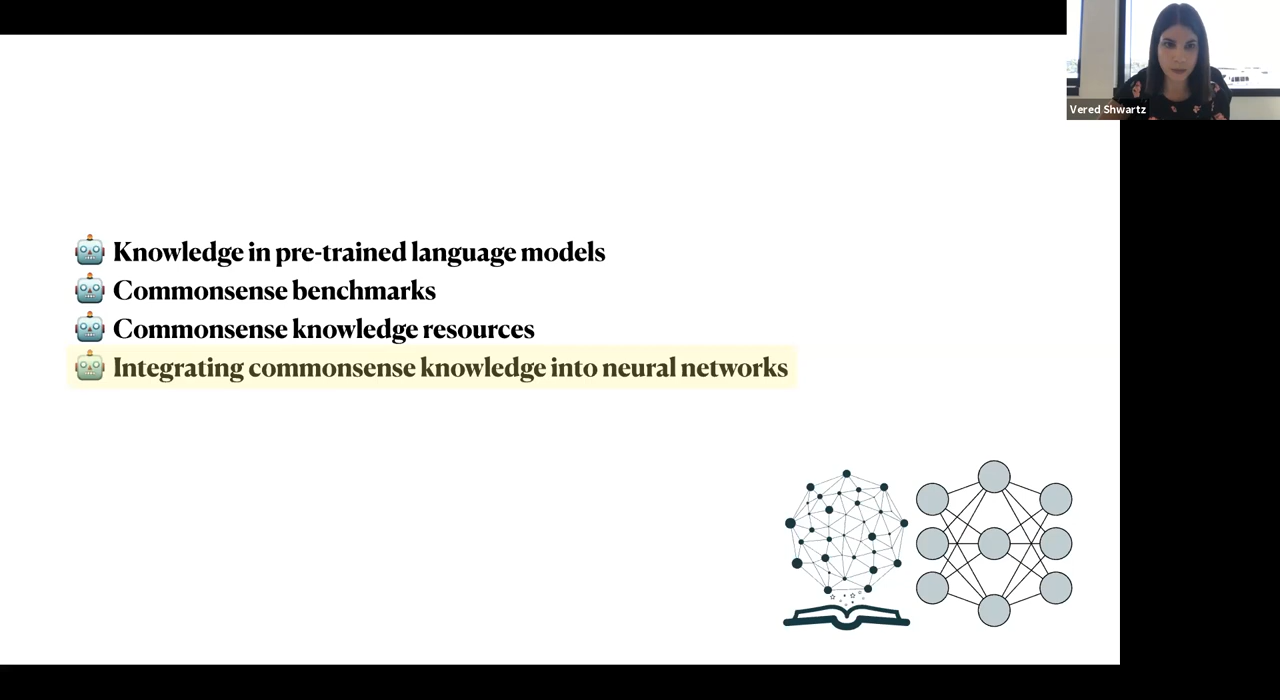 Vered Shwartz
Knowledge in pre-trained language models
Commonsense benchmarks
Commonsense knowledge resources
Integrating commonsense knowledge into neural networks